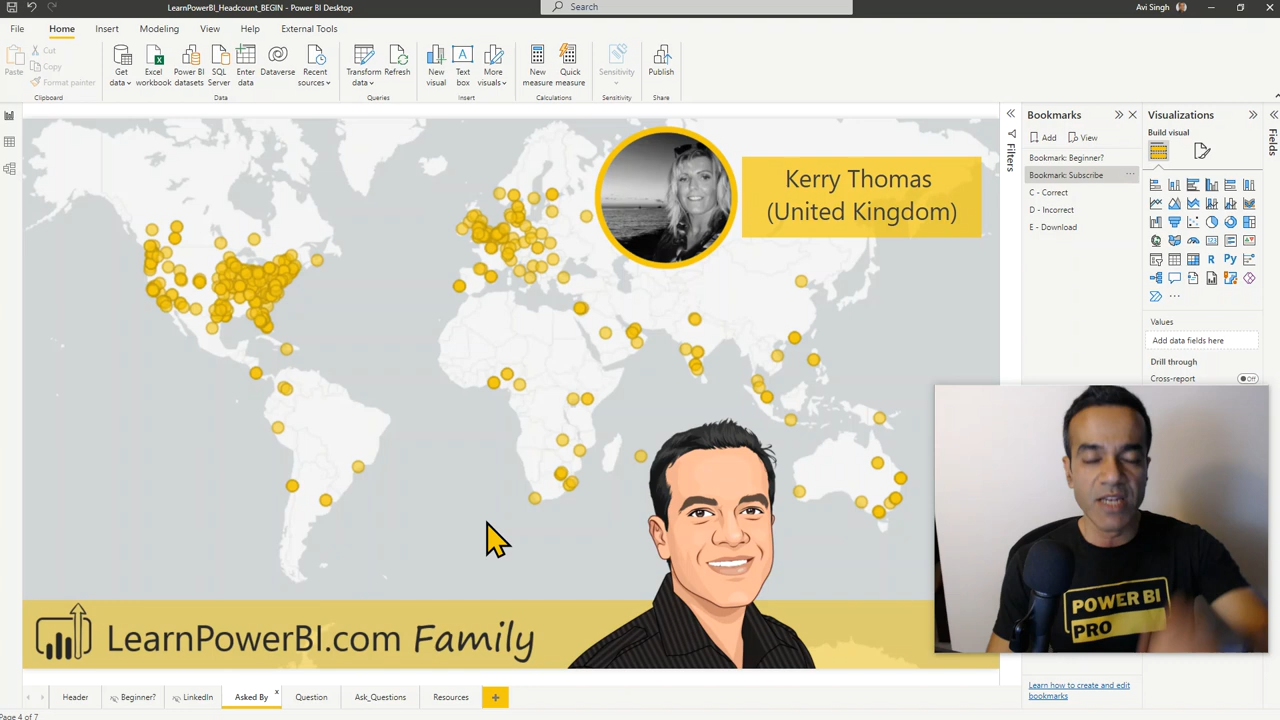 LearnPowerBI_Headcount_BEGIN - Power BI Desktop
Search
Avi Singh
File
Home
Insert
Modeling
View
Help
External Tools
Paste
Cut
Copy
Format painter
Get data
Excel workbook
Power BI datasets
SQL Server
Enter data
Dataverse
Recent sources
Transform data
Refresh
New visual
Text box
More visuals
New measure
Quick measure
Sensitivity
Publish
Clipboard
Data
Queries
Insert
Calculations
Sensitivity
Share
Kerry Thomas
(United Kingdom)
LearnPowerBI.com Family
Filters
Bookmarks
Add
View
Bookmark: Beginner?
Bookmark: Subscribe
C - Correct
D - Incorrect
E - Download
Visualizations
Build visual
R
Py
Values
Add data fields here
Drill through
Cross-report
Off
Fields
POWER BI
PRO
Learn how to create and edit
bookmarks
Header
Beginner?
LinkedIn
Asked By
Question
Ask_Questions
Resources
Page 4 of 7